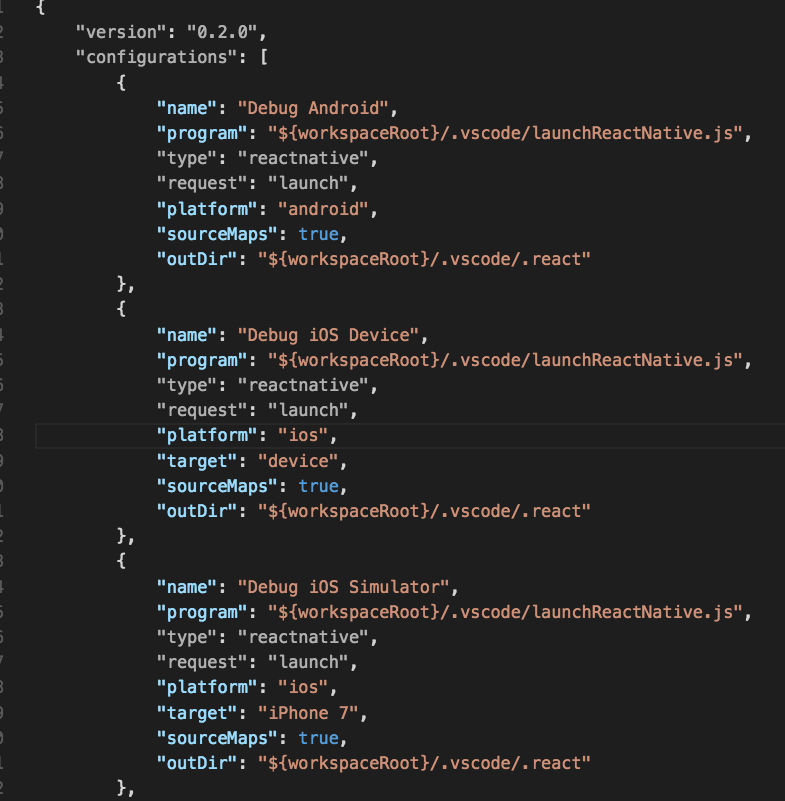 {
"version": "0.2.0",
"configurations": [
{
"name": "Debug Android",
"program": "${workspaceRoot}/.vscode/launchReactNative.js",
"type": "reactnative",
"request": "launch",
"platform": "android",
"sourceMaps": true,
"outDir": "${workspaceRoot}/.vscode/.react"
},
{
"name": "Debug iOS Device",
"program": "${workspaceRoot}/.vscode/launchReactNative.js",
"type": "reactnative",
"request": "launch",
"platform": "ios",
"target": "device",
"sourceMaps": true,
"outDir": "${workspaceRoot}/.vscode/.react"
},
{
"name": "Debug iOS Simulator",
"program": "${workspaceRoot}/.vscode/launchReactNative.js",
"type": "reactnative",
"request": "launch",
"platform": "ios",
"target": "iPhone 7",
"sourceMaps": true,
"outDir": "${workspaceRoot}/.vscode/.react"
},